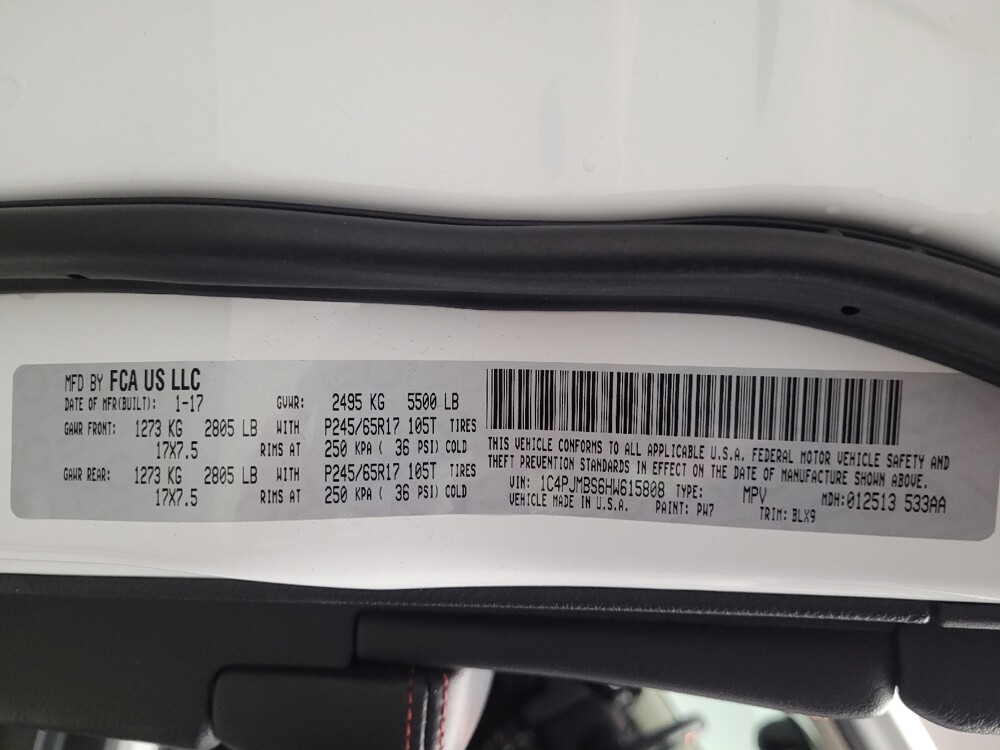 MFD BY FCA US LLC
DATE OF MFR(BUILT): 1-17 GVWR: 2495 KG 5500 LB
GAWR FRONT: 1273 KG 2805 LB WITH P245/65R17 105T TIRES
17X7.5 RIMS AT 250 KPA ( 36 PSI) COLD
GAWR REAR: 1273 KG 2805 LB WITH P245/65R17 105T TIRES
17X7.5 RIMS AT 250 KPA ( 36 PSI) COLD
THIS VEHICLE CONFORMS TO ALL APPLICABLE U.S.A. FEDERAL MOTOR VEHICLE SAFETY AND
THEFT PREVENTION STANDARDS IN EFFECT ON THE DATE OF MANUFACTURE SHOWN ABOVE.
VIN: 1C4PJMBS6HW615808 TYPE: MPV MDH:012513 533AA
VEHICLE MADE IN U.S.A. PAINT: PW7 TRIM: BLX9